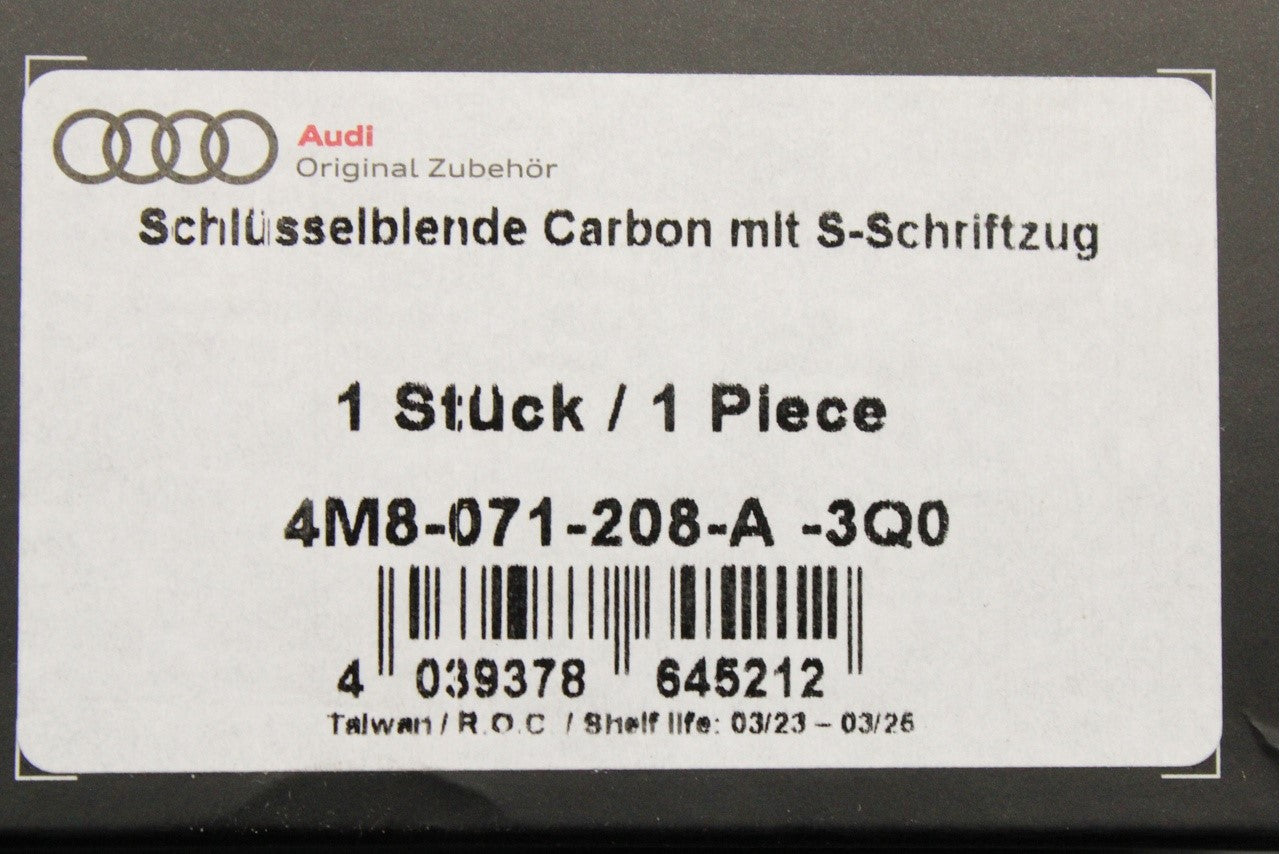 Audi
Original Zubehör
Schlüsselblende Carbon mit S-Schriftzug
1 Stück / 1 Piece
4M8-071-208-A -3Q0
4 039378 645212
Taiwan / R.O.C. / Shelf life: 03/23 – 03/26